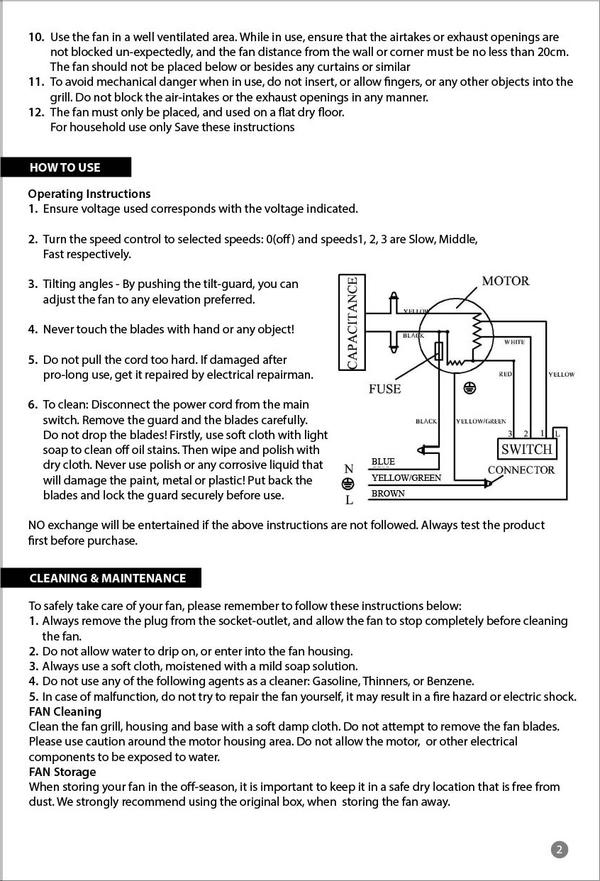 10. Use the fan in a well ventilated area. While in use, ensure that the airtakes or exhaust openings are
not blocked un-expectedly, and the fan distance from the wall or corner must be no less than 20cm.
The fan should not be placed below or besides any curtains or similar
11. To avoid mechanical danger when in use, do not insert, or allow fingers, or any other objects into the
grill. Do not block the air-intakes or the exhaust openings in any manner.
12. The fan must only be placed, and used on a flat dry floor.
For household use only Save these instructions
HOW TO USE
Operating Instructions
1. Ensure voltage used corresponds with the voltage indicated.
2. Turn the speed control to selected speeds: 0(off) and speeds1, 2, 3 are Slow, Middle,
Fast respectively.
3. Tilting angles - By pushing the tilt-guard, you can
adjust the fan to any elevation preferred.
4. Never touch the blades with hand or any object!
5. Do not pull the cord too hard. If damaged after
pro-long use, get it repaired by electrical repairman.
6. To clean: Disconnect the power cord from the main
switch. Remove the guard and the blades carefully.
Do not drop the blades! Firstly, use soft cloth with light
soap to clean off oil stains. Then wipe and polish with
dry cloth. Never use polish or any corrosive liquid that
will damage the paint, metal or plastic! Put back the
blades and lock the guard securely before use.
CAPACITANCE
MOTOR
YELLOW
BLACK
WHITE
RED
YELLOW
FUSE
BLACK
YELLOW/GREEN
3 2 1 L
SWITCH
CONNECTOR
N
BLUE
YELLOW/GREEN
L
BROWN
NO exchange will be entertained if the above instructions are not followed. Always test the product
first before purchase.
CLEANING & MAINTENANCE
To safely take care of your fan, please remember to follow these instructions below:
1. Always remove the plug from the socket-outlet, and allow the fan to stop completely before cleaning
the fan.
2. Do not allow water to drip on, or enter into the fan housing.
3. Always use a soft cloth, moistened with a mild soap solution.
4. Do not use any of the following agents as a cleaner: Gasoline, Thinners, or Benzene.
5. In case of malfunction, do not try to repair the fan yourself, it may result in a fire hazard or electric shock.
FAN Cleaning
Clean the fan grill, housing and base with a soft damp cloth. Do not attempt to remove the fan blades.
Please use caution around the motor housing area. Do not allow the motor, or other electrical
components to be exposed to water.
FAN Storage
When storing your fan in the off-season, it is important to keep it in a safe dry location that is free from
dust. We strongly recommend using the original box, when storing the fan away.
2